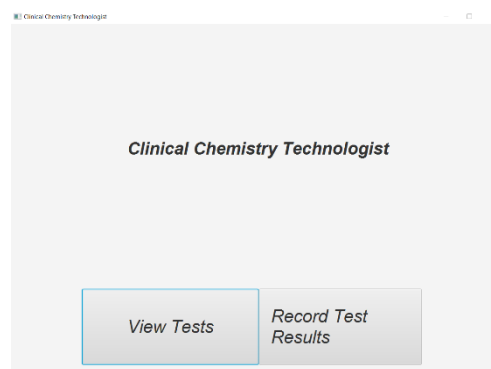 Clinical Chemistry Technologist
Clinical Chemistry Technologist
View Tests
Record Test
Results